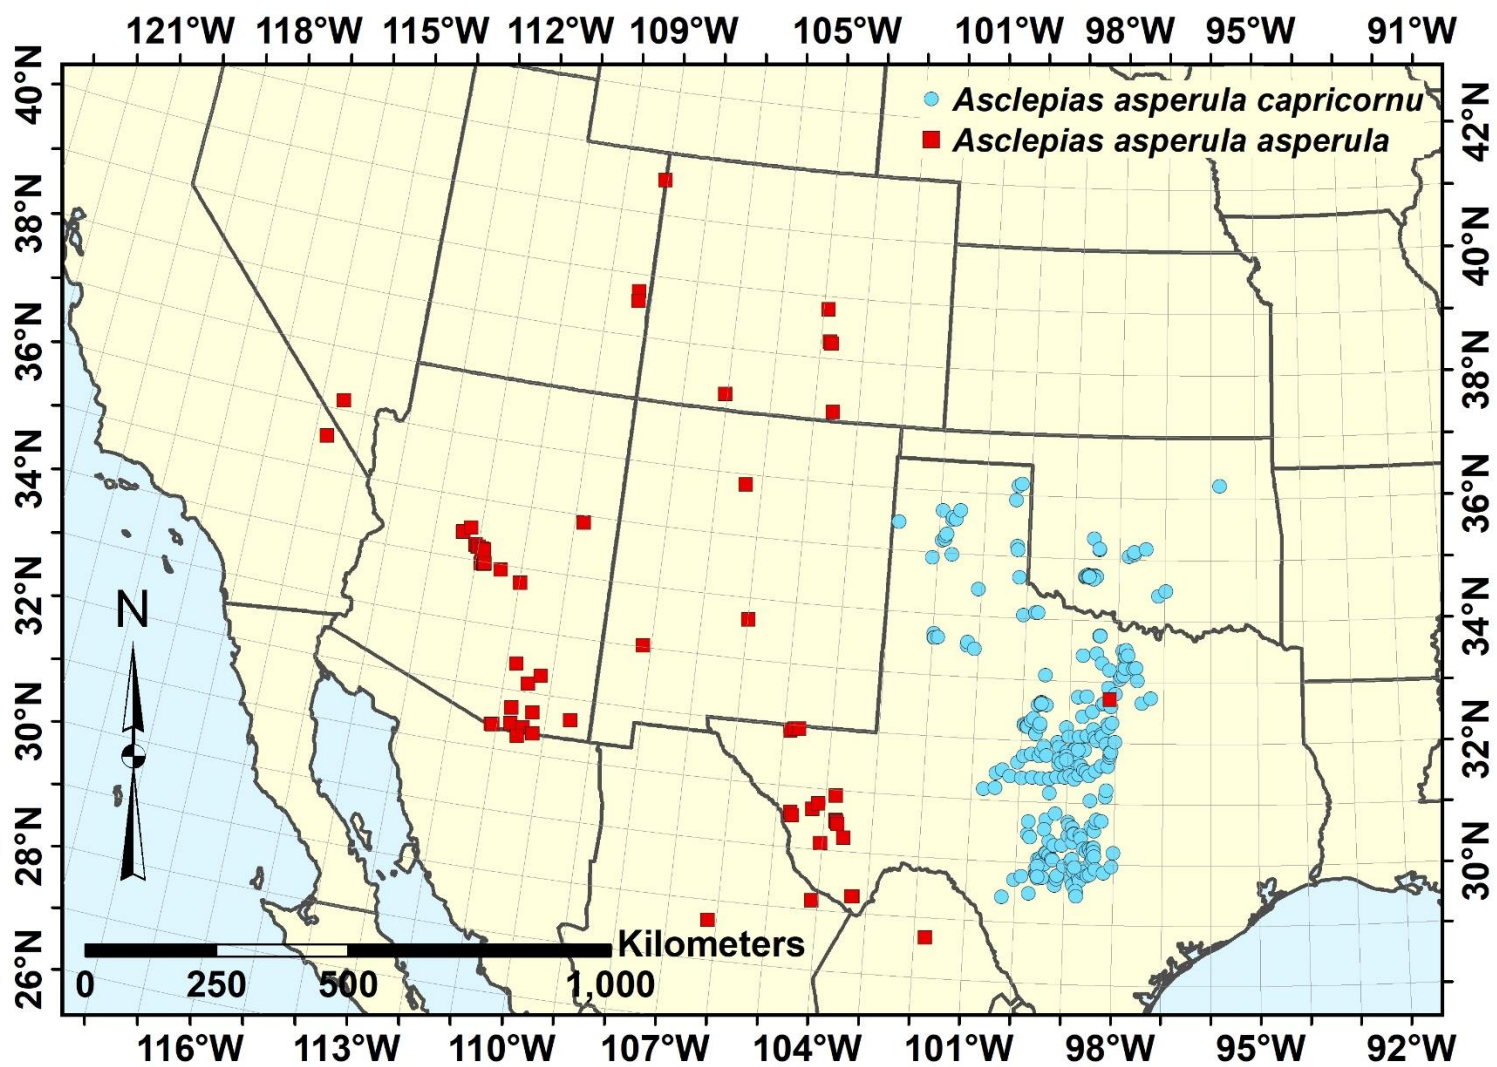 121°W 118°W 115°W 112°W 109°W 105°W 101°W 98°W 95°W 91°W
Asclepias asperula capricornu
Asclepias asperula asperula
40°N
38°N
36°N
34°N
32°N
30°N
28°N
26°N
42°N
40°N
38°N
36°N
34°N
32°N
30°N
N
Kilometers
0 250 500 1,000
116°W 113°W 110°W 107°W 104°W 101°W 98°W 95°W 92°W